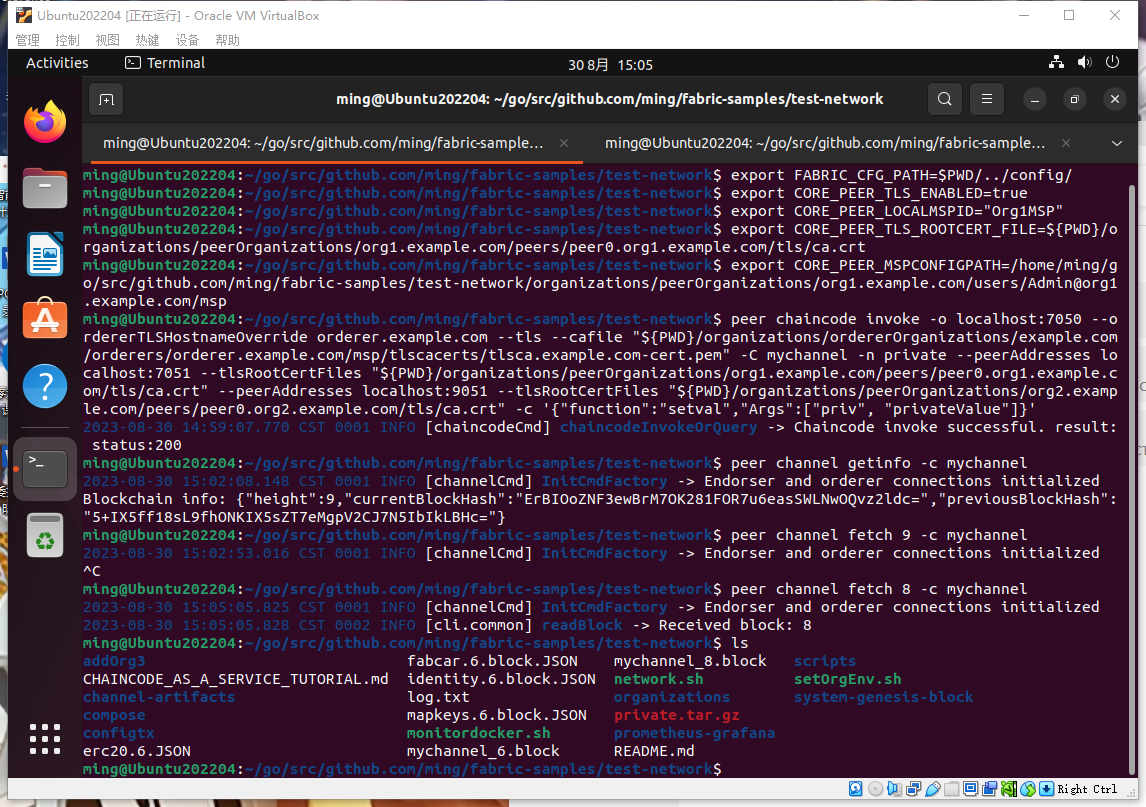 Ubuntu202204 [正在运行] - Oracle VM VirtualBox
管理 控制 视图 热键 设备 帮助
Activities Terminal 30 8月 15:05
ming@Ubuntu202204: ~/go/src/github.com/ming/fabric-samples/test-network
ming@Ubuntu202204: ~/go/src/github.com/ming/fabric-sample... ming@Ubuntu202204: ~/go/src/github.com/ming/fabric-sample...
ming@Ubuntu202204:~/go/src/github.com/ming/fabric-samples/test-network$ export FABRIC_CFG_PATH=$PWD/../config/
ming@Ubuntu202204:~/go/src/github.com/ming/fabric-samples/test-network$ export CORE_PEER_TLS_ENABLED=true
ming@Ubuntu202204:~/go/src/github.com/ming/fabric-samples/test-network$ export CORE_PEER_LOCALMSPID="Org1MSP"
ming@Ubuntu202204:~/go/src/github.com/ming/fabric-samples/test-network$ export CORE_PEER_TLS_ROOTCERT_FILE=${PWD}/o
rganizations/peerOrganizations/org1.example.com/peers/peer0.org1.example.com/tls/ca.crt
ming@Ubuntu202204:~/go/src/github.com/ming/fabric-samples/test-network$ export CORE_PEER_MSPCONFIGPATH=/home/ming/g
o/src/github.com/ming/fabric-samples/test-network/organizations/peerOrganizations/org1.example.com/users/Admin@org1
.example.com/msp
ming@Ubuntu202204:~/go/src/github.com/ming/fabric-samples/test-network$ peer chaincode invoke -o localhost:7050 --o
rdererTLSHostnameOverride orderer.example.com --tls --cafile "${PWD}/organizations/ordererOrganizations/example.com
/orderers/orderer.example.com/msp/tlscacerts/tlsca.example.com-cert.pem" -C mychannel -n private --peerAddresses lo
calhost:7051 --tlsRootCertFiles "${PWD}/organizations/peerOrganizations/org1.example.com/peers/peer0.org1.example.c
om/tls/ca.crt" --peerAddresses localhost:9051 --tlsRootCertFiles "${PWD}/organizations/peerOrganizations/org2.examp
le.com/peers/peer0.org2.example.com/tls/ca.crt" -c '{"function":"setval","Args":["priv", "privateValue"]}'
2023-08-30 14:59:07.770 CST 0001 INFO [chaincodeCmd] chaincodeInvokeOrQuery -> Chaincode invoke successful. result:
status:200
ming@Ubuntu202204:~/go/src/github.com/ming/fabric-samples/test-network$ peer channel getinfo -c mychannel
2023-08-30 15:02:08.148 CST 0001 INFO [channelCmd] InitCmdFactory -> Endorser and orderer connections initialized
Blockchain info: {"height":9,"currentBlockHash":"ErBIOoZNF3ewBrM7OK281FOR7u6easSWLNwOQvz2ldc=","previousBlockHash":
"5+IX5ff18sL9fhONKIX5sZT7eMgpV2CJ7N5IbIkLBHc="}
ming@Ubuntu202204:~/go/src/github.com/ming/fabric-samples/test-network$ peer channel fetch 9 -c mychannel
2023-08-30 15:02:53.016 CST 0001 INFO [channelCmd] InitCmdFactory -> Endorser and orderer connections initialized
^C
ming@Ubuntu202204:~/go/src/github.com/ming/fabric-samples/test-network$ peer channel fetch 8 -c mychannel
2023-08-30 15:05:05.825 CST 0001 INFO [channelCmd] InitCmdFactory -> Endorser and orderer connections initialized
2023-08-30 15:05:05.828 CST 0002 INFO [cli.common] readBlock -> Received block: 8
ming@Ubuntu202204:~/go/src/github.com/ming/fabric-samples/test-network$ ls
addOrg3 fabcar.6.block.JSON mychannel_8.block scripts
CHAINCODE_AS_A_SERVICE_TUTORIAL.md identity.6.block.JSON network.sh setOrgEnv.sh
channel-artifacts log.txt organizations system-genesis-block
compose mapkeys.6.block.JSON private.tar.gz
configtx monitordocker.sh prometheus-grafana
erc20.6.JSON mychannel_6.block README.md
ming@Ubuntu202204:~/go/src/github.com/ming/fabric-samples/test-network$
Right Ctrl